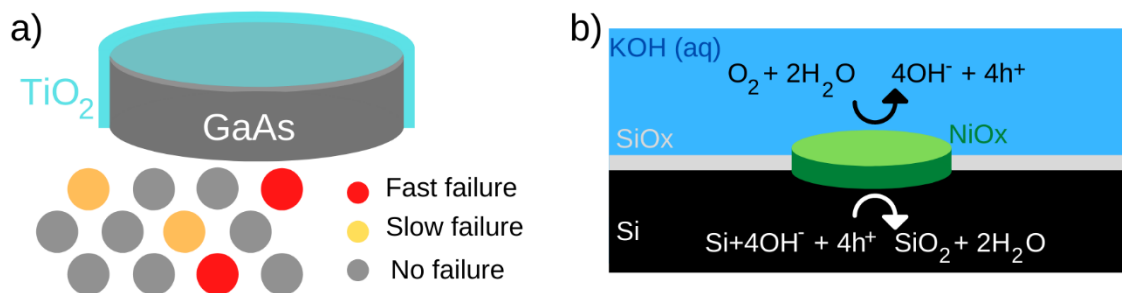 a)
TiO₂
GaAs
Fast failure
Slow failure
No failure
b)
KOH (aq)
O₂ + 2H₂O 4OH⁻ + 4h⁺
SiOx
NiOx
Si
Si+4OH⁻ + 4h⁺ SiO₂ + 2H₂O